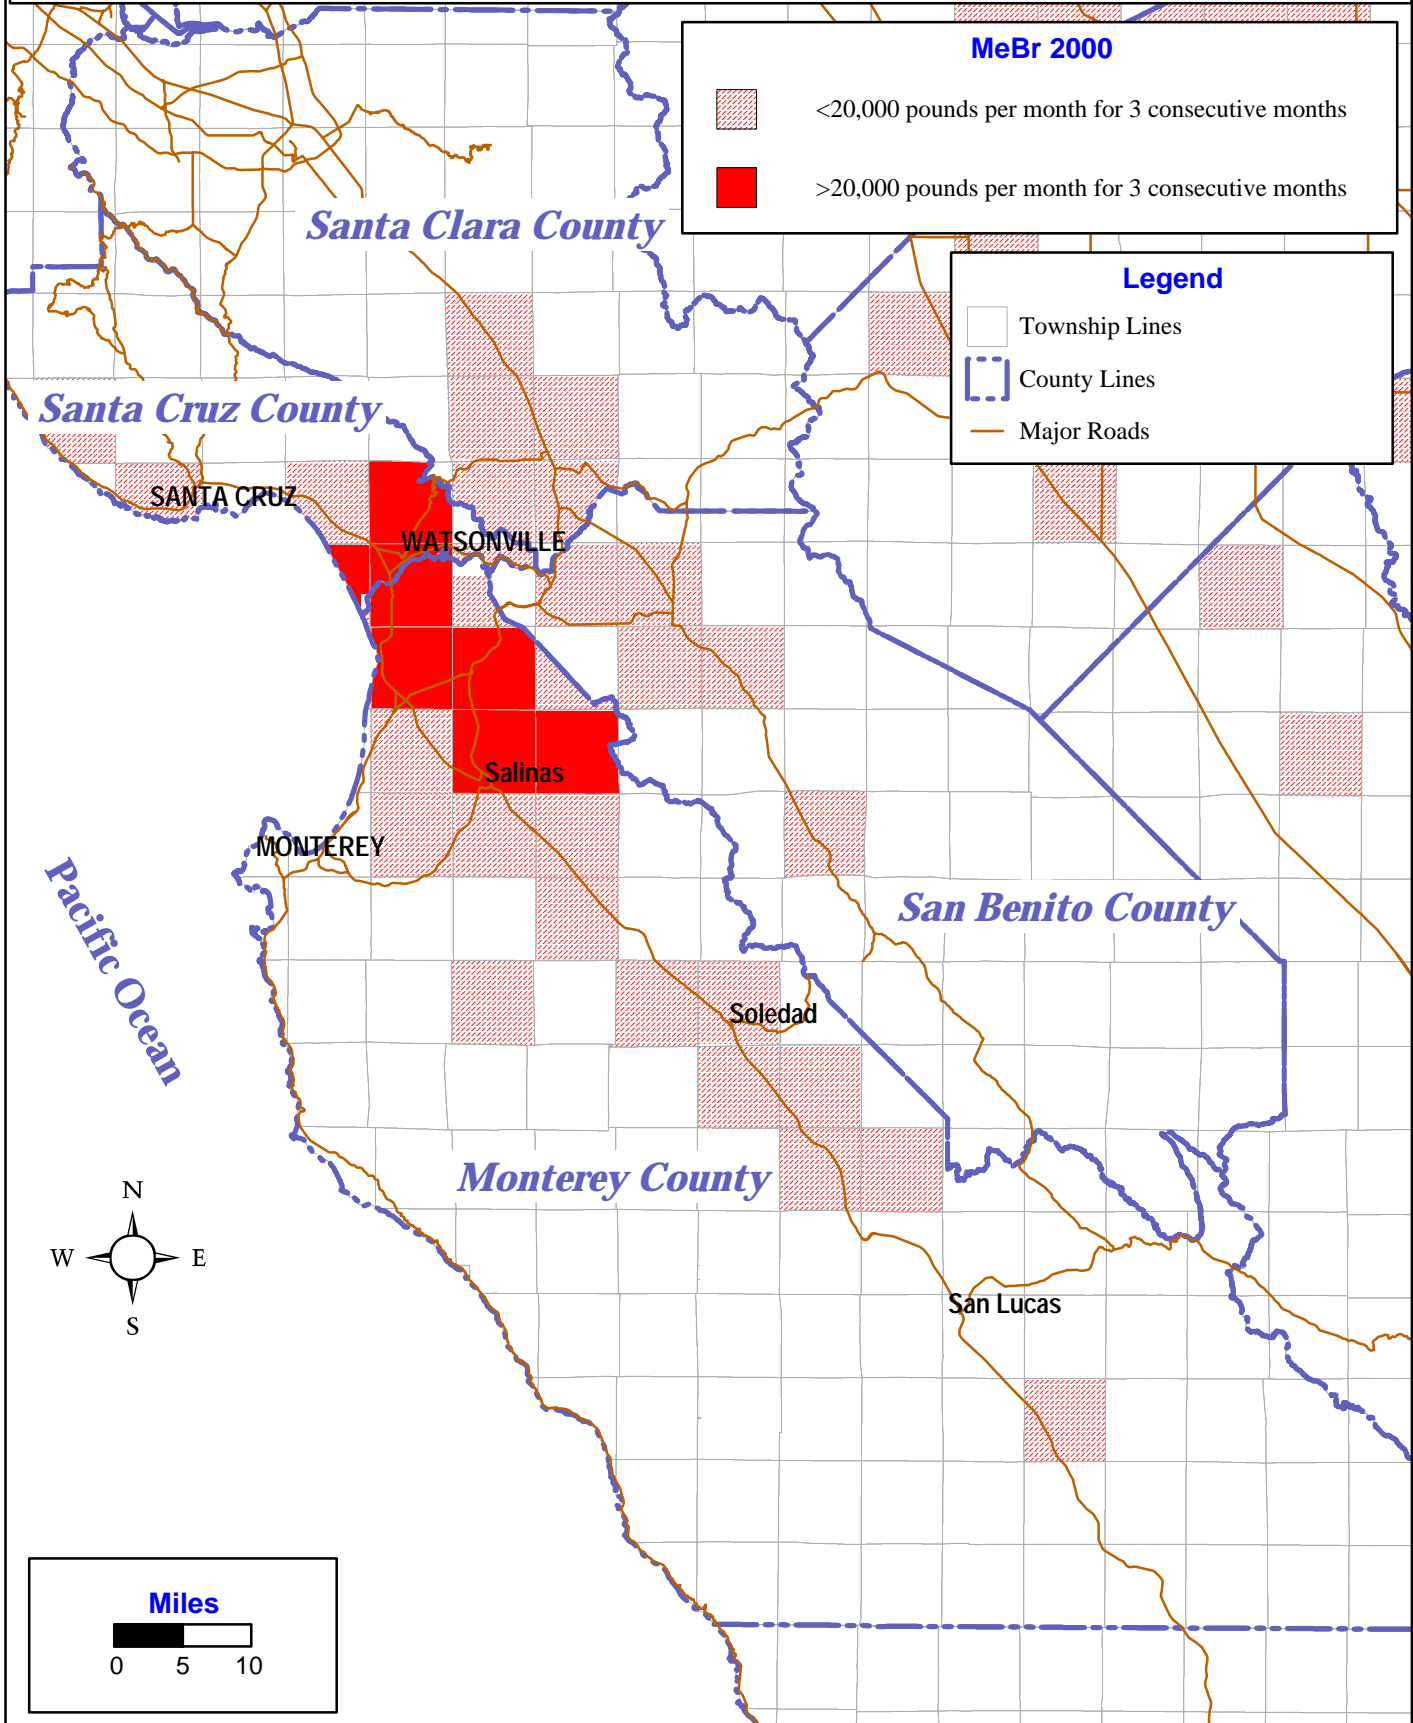 MeBr 2000
<20,000 pounds per month for 3 consecutive months
>20,000 pounds per month for 3 consecutive months
Santa Clara County
Legend
Township Lines
County Lines
Major Roads
Santa Cruz County
SANTA CRUZ
WATSONVILLE
Salinas
MONTEREY
Pacific Ocean
San Benito County
Soledad
Monterey County
N
W E
S
San Lucas
Miles
0 5 10